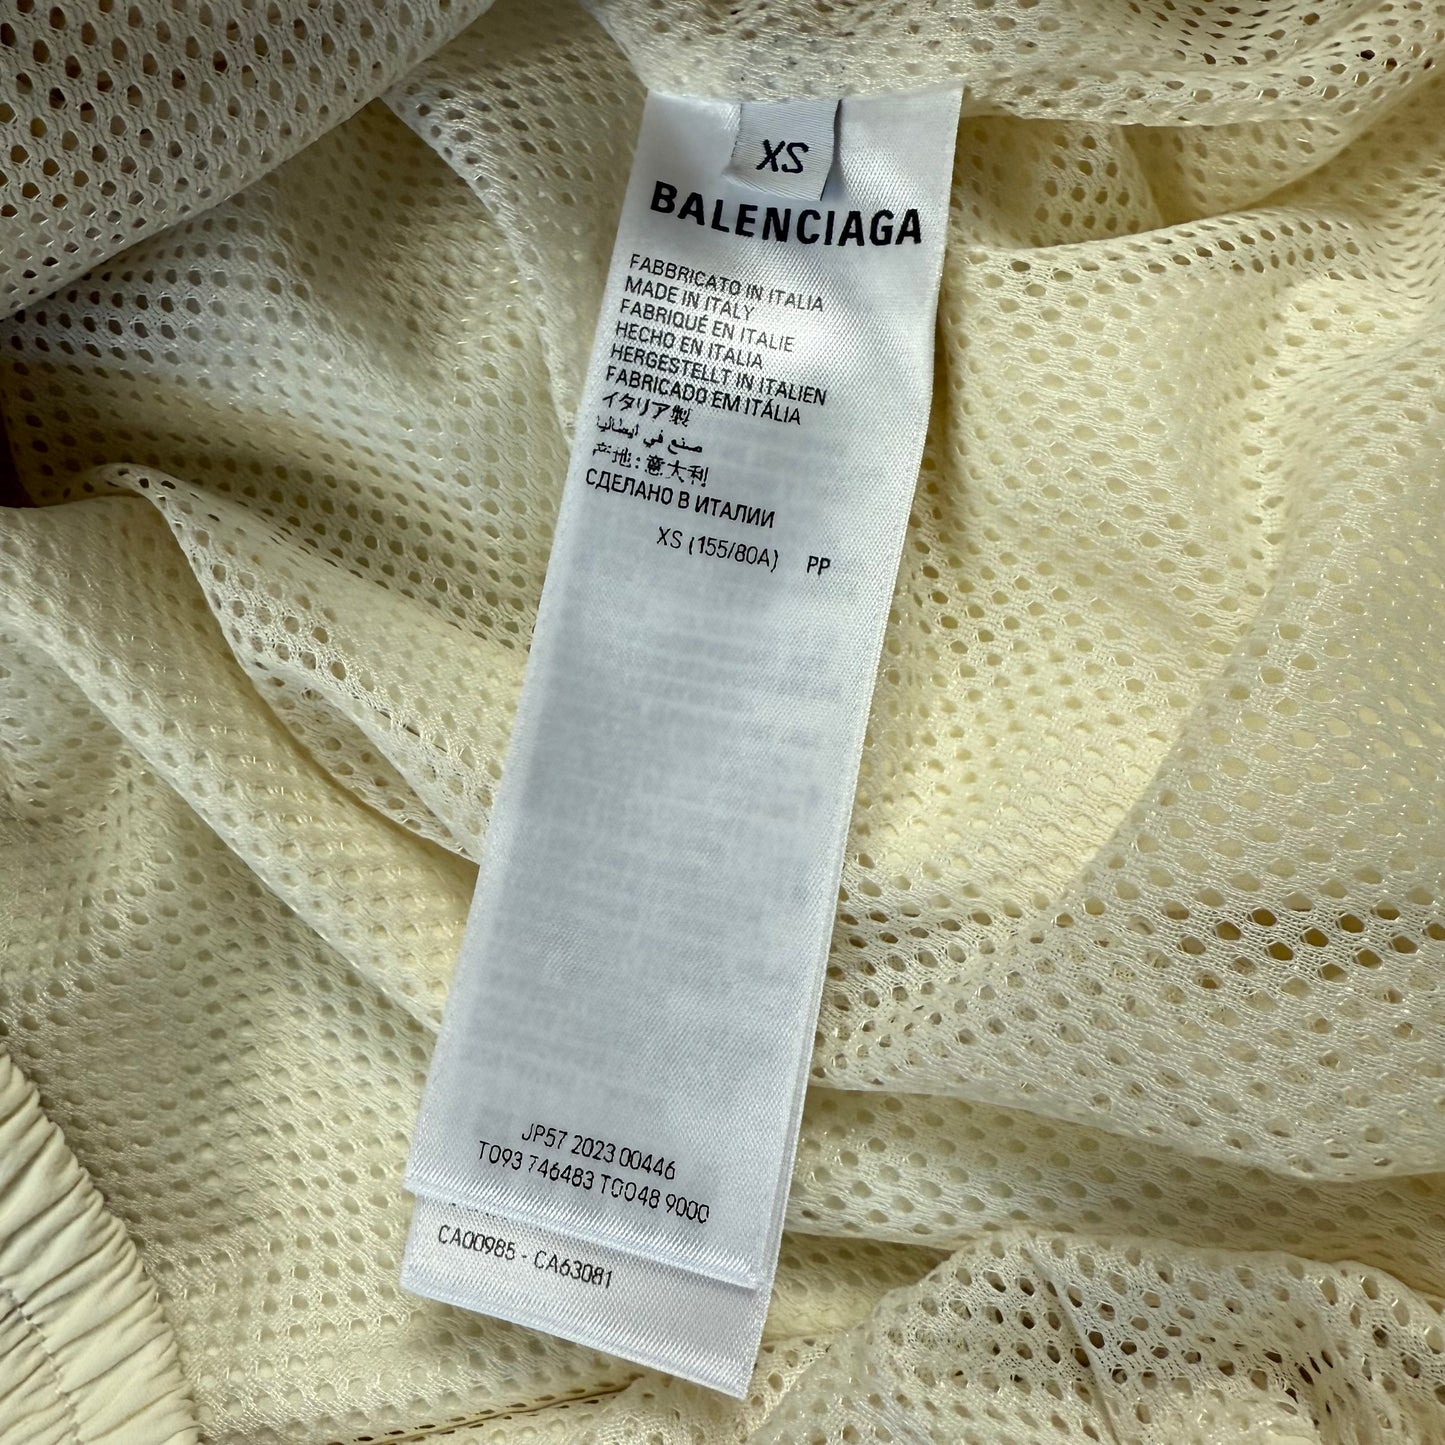 XS
BALENCIAGA
FABBRICATO IN ITALIA
MADE IN ITALY
FABRIQUÉ EN ITALIE
HECHO EN ITALIA
HERGESTELLT IN ITALIEN
FABRICADO EM ITÁLIA
イタリア製
صنع في ايطاليا
产地:意大利
СДЕЛАНО В ИТАЛИИ
XS (155/80A) PP
JP57 2023 00446
T093 746483 T0048 9000
CA00985 - CA63081